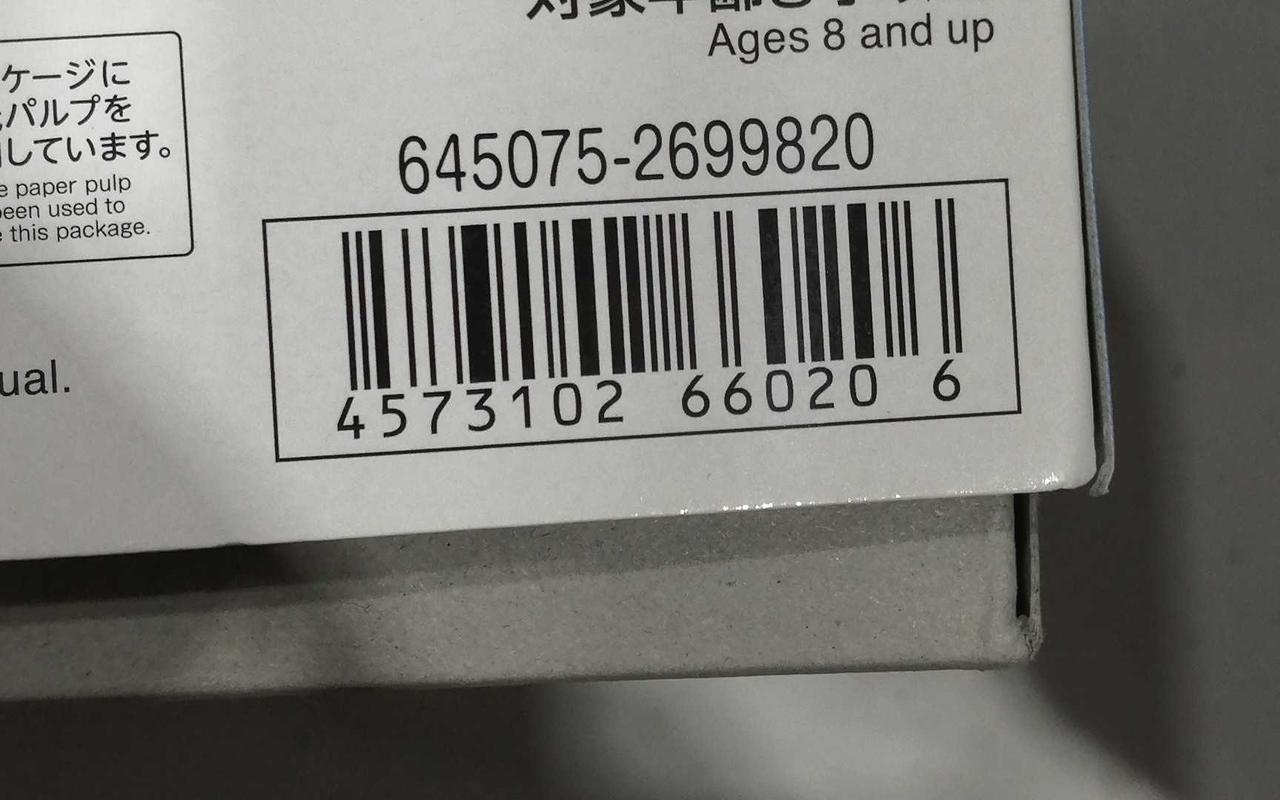 Ages 8 and up
ケージに
パルプを
しています。
paper pulp
been used to
this package.
645075-2699820
4573102 66020 6
ual.